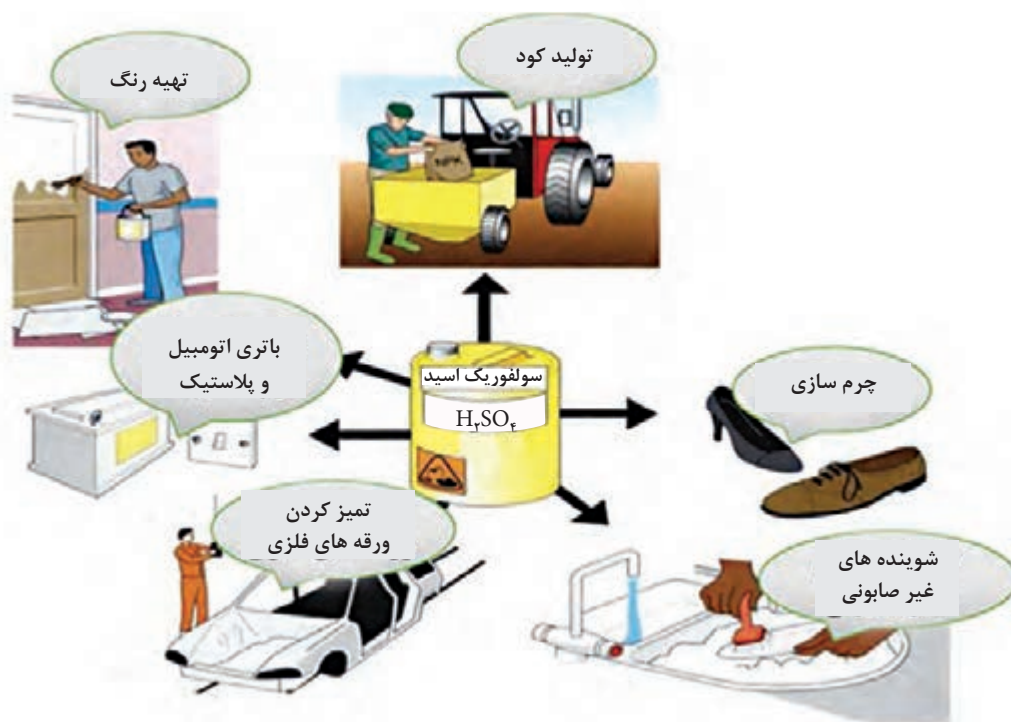 تولید کود
تهیه رنگ
NPK
باتری اتومبیل
و پلاستیک
سولفوریک اسید
H₂SO₄
چرم سازی
تمیز کردن
ورقه های فلزی
شوینده های
غیر صابونی